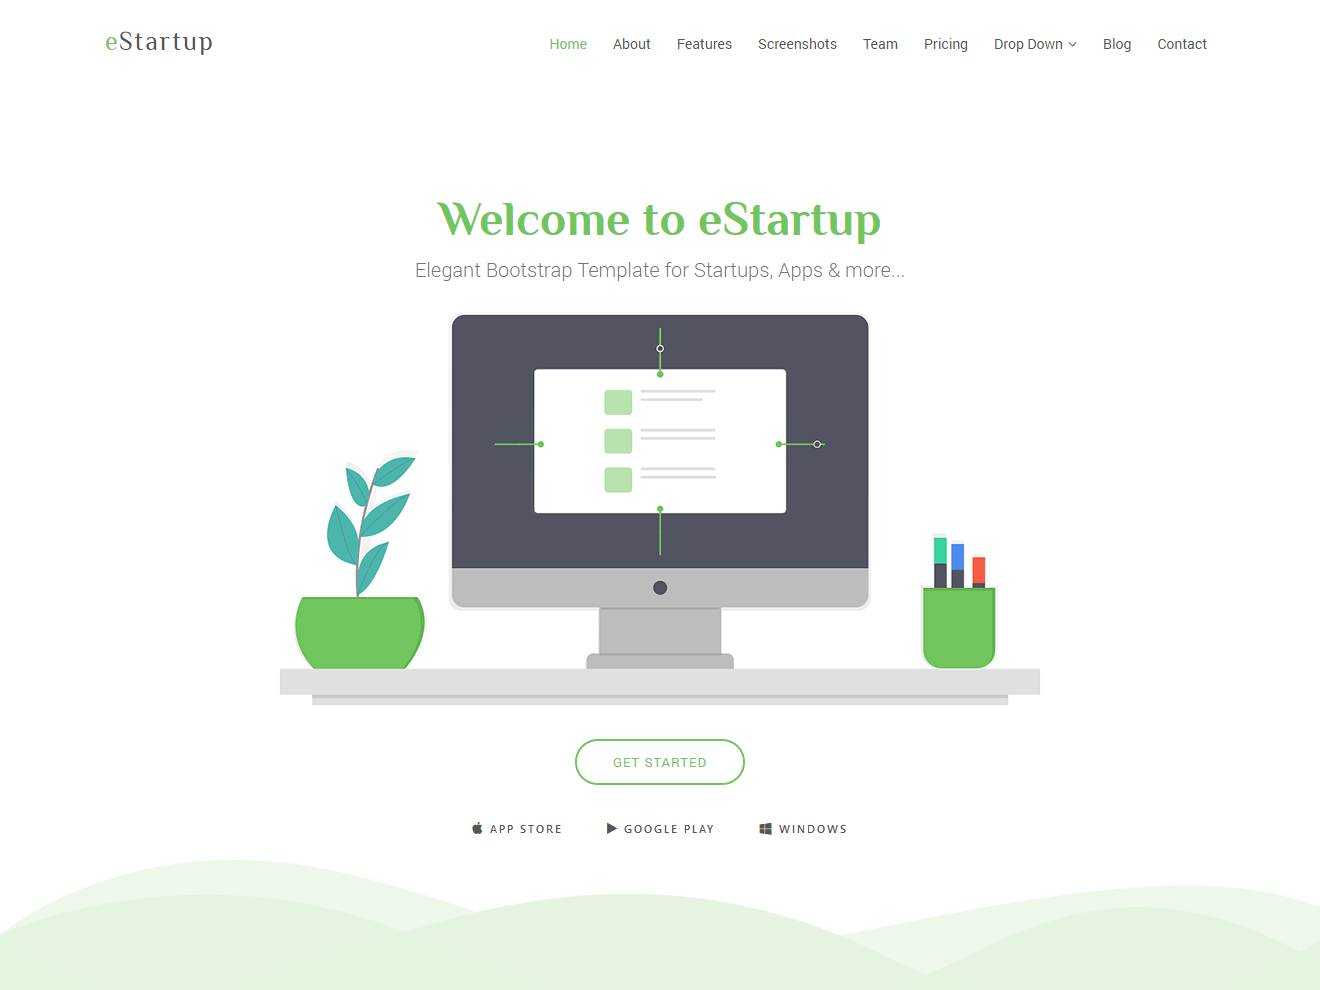 eStartup
Home About Features Screenshots Team Pricing Drop Down Blog Contact
Welcome to eStartup
Elegant Bootstrap Template for Startups, Apps & more...
GET STARTED
APP STORE GOOGLE PLAY WINDOWS